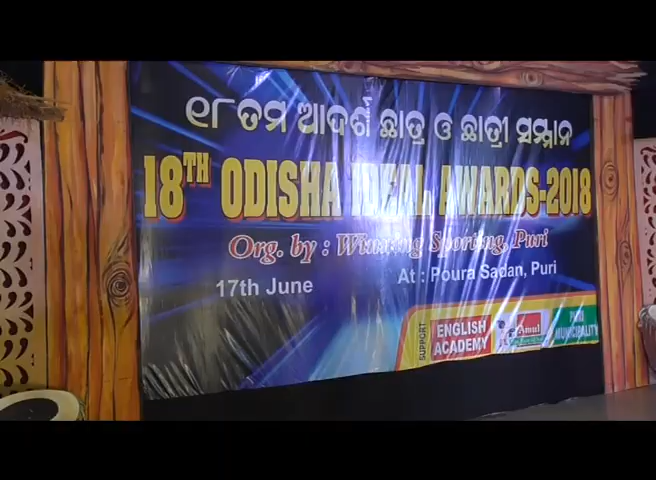 ୧୮ତମ ଆଦର୍ଶ ଛାତ୍ର ଓ ଛାତ୍ରୀ ସମ୍ମାନ
18TH ODISHA IDEAL AWARDS-2018
Org. by : Winning Sporting, Puri
17th June
At : Poura Sadan, Puri
SUPPORT
ENGLISH ACADEMY
Amul
PURI MUNICIPALITY